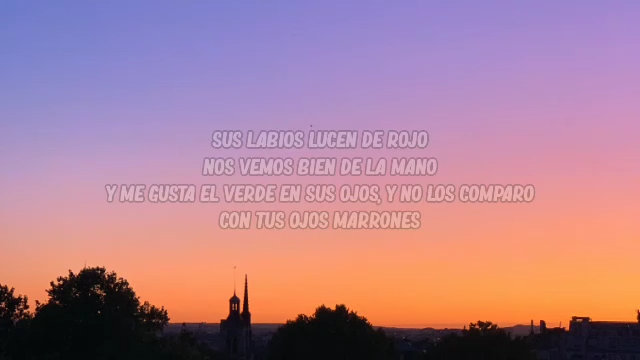 SUS LABIOS LUCEN DE ROJO
NOS VEMOS BIEN DE LA MANO
Y ME GUSTA EL VERDE EN SUS OJOS, Y NO LOS COMPARO
CON TUS OJOS MARRONES